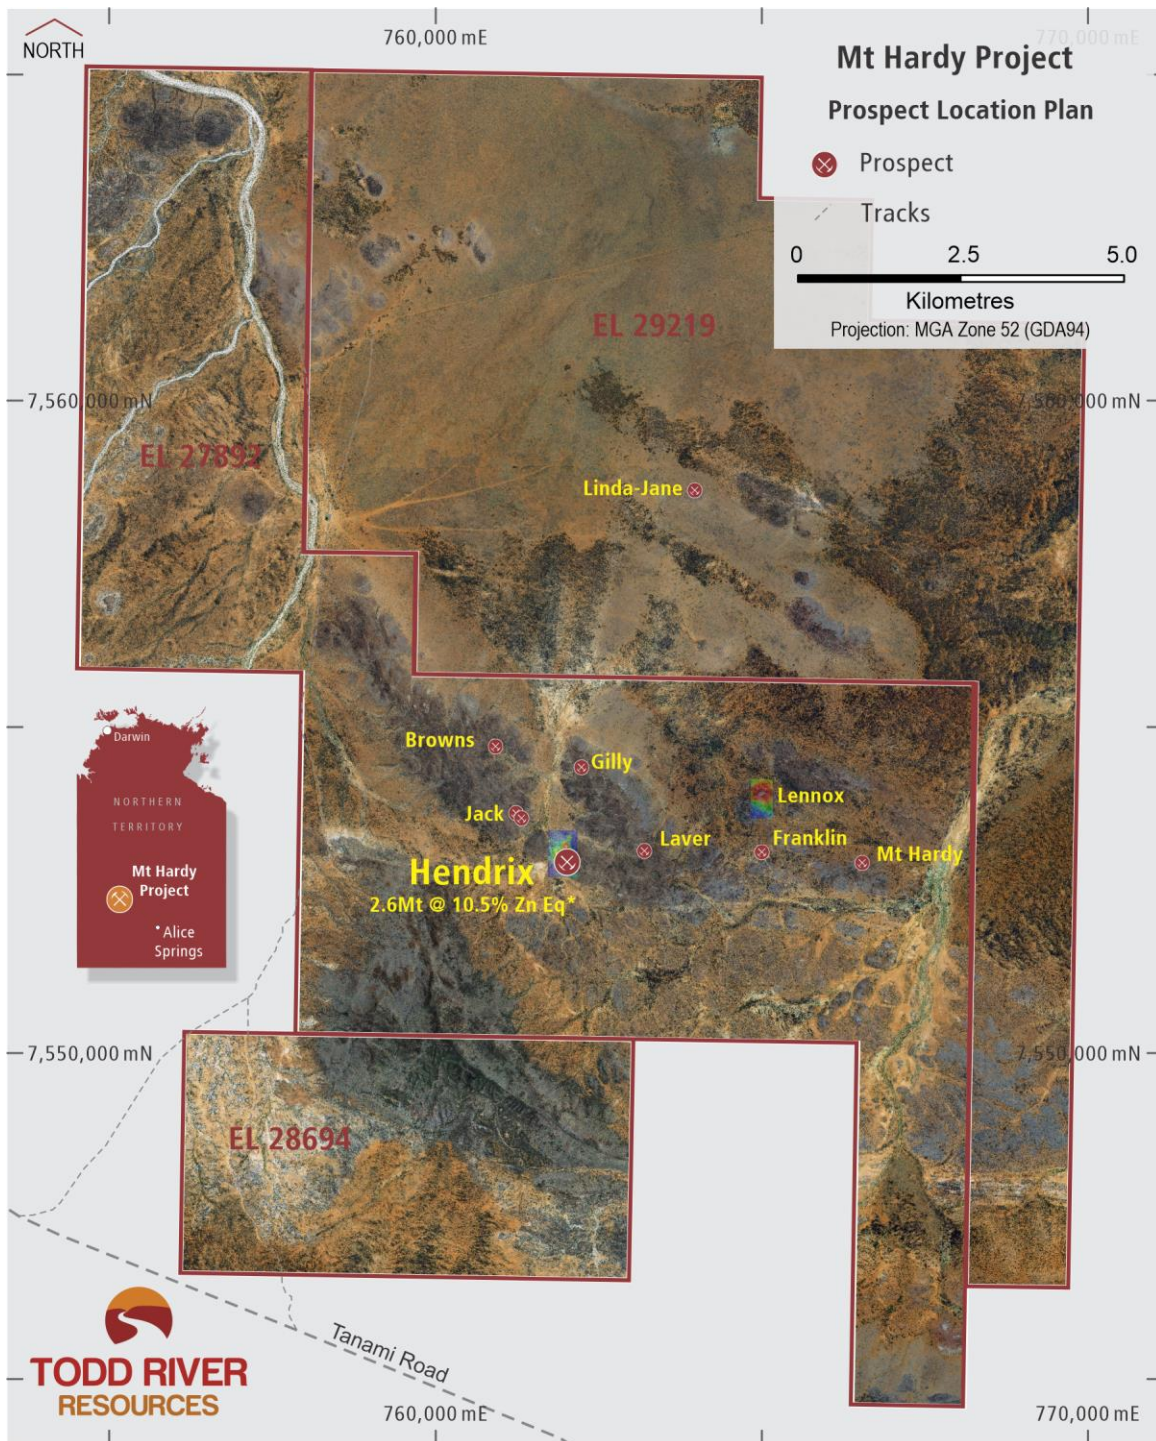 NORTH
760,000 mE
770,000 mE
Mt Hardy Project
Prospect Location Plan
Prospect
Tracks
0 2.5 5.0
Kilometres
Projection: MGA Zone 52 (GDA94)
EL 29219
7,560,000 mN
7,560,000 mN
EL 27892
Linda-Jane
Browns
Gilly
Lennox
Jack
Laver
Franklin
Mt Hardy
Hendrix
2.6Mt @ 10.5% Zn Eq*
Darwin
NORTHERN
TERRITORY
Mt Hardy
Project
Alice
Springs
7,550,000 mN
7,550,000 mN
EL 28694
Tanami Road
TODD RIVER
RESOURCES
760,000 mE
770,000 mE